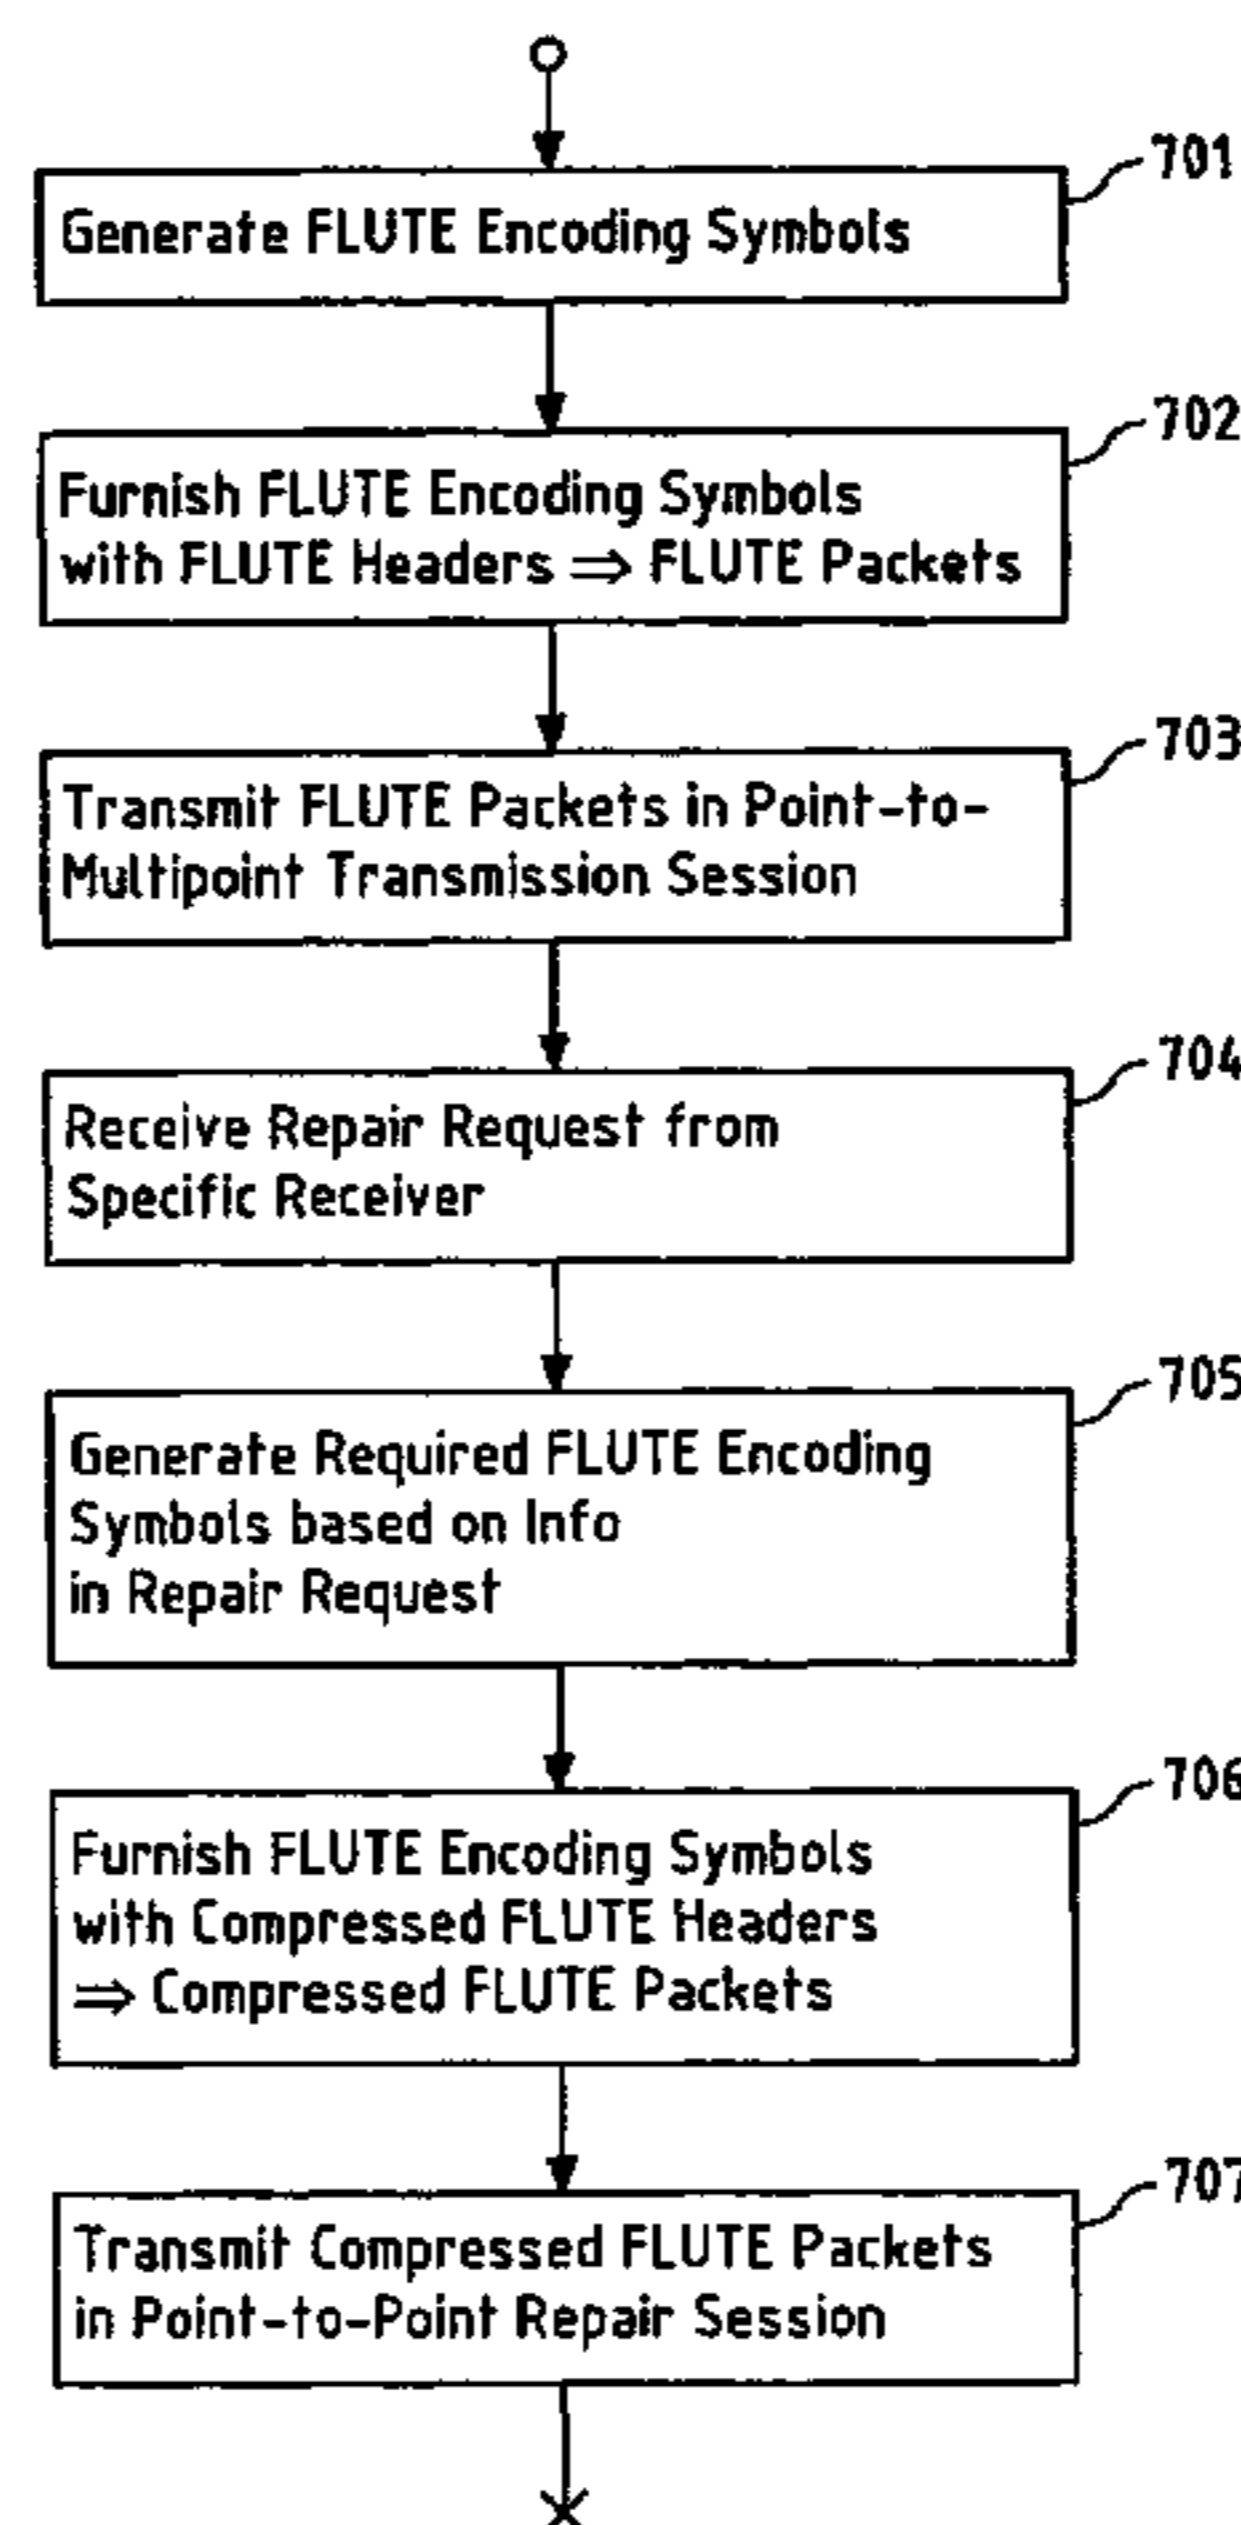 701
Generate FLUTE Encoding Symbols
702
Furnish FLUTE Encoding Symbols
with FLUTE Headers ⇒ FLUTE Packets
703
Transmit FLUTE Packets in Point-to-
Multipoint Transmission Session
704
Receive Repair Request from
Specific Receiver
705
Generate Required FLUTE Encoding
Symbols based on Info
in Repair Request
706
Furnish FLUTE Encoding Symbols
with Compressed FLUTE Headers
⇒ Compressed FLUTE Packets
707
Transmit Compressed FLUTE Packets
in Point-to-Point Repair Session